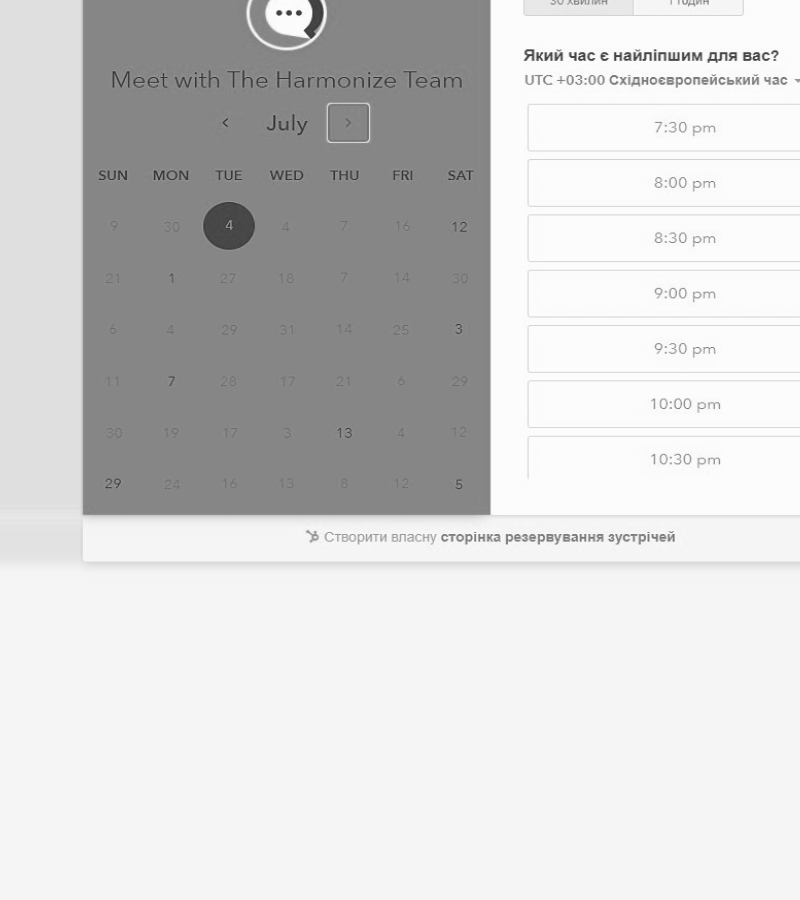 Meet with The Harmonize Team
July
SUN MON TUE WED THU FRI SAT
9 30 4 4 7 16 12
21 1 27 18 7 14 30
6 4 29 31 14 25 3
11 7 28 17 21 6 29
30 19 17 3 13 4 12
29 24 16 13 8 12 5
30 хвилин 1 годин
Який час є найліпшим для вас?
UTC +03:00 Східноєвропейський час
7:30 pm
8:00 pm
8:30 pm
9:00 pm
9:30 pm
10:00 pm
10:30 pm
Створити власну сторінка резервування зустрічей